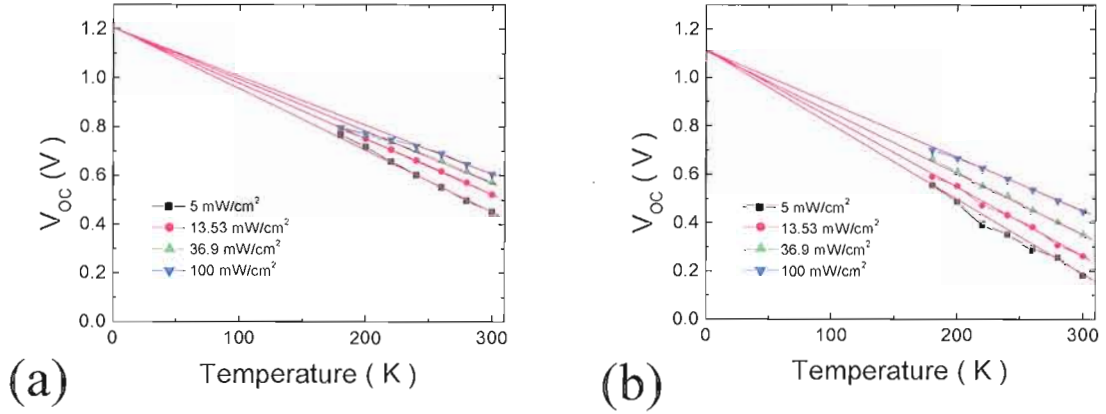 1.2
1.0
0.8
0.6
0.4
0.2
0.0
V_OC (V)
5 mW/cm²
13.53 mW/cm²
36.9 mW/cm²
100 mW/cm²
0 100 200 300
Temperature ( K )
(a)
1.2
1.0
0.8
0.6
0.4
0.2
0.0
V_OC (V)
5 mW/cm²
13.53 mW/cm²
36.9 mW/cm²
100 mW/cm²
0 100 200 300
Temperature ( K )
(b)